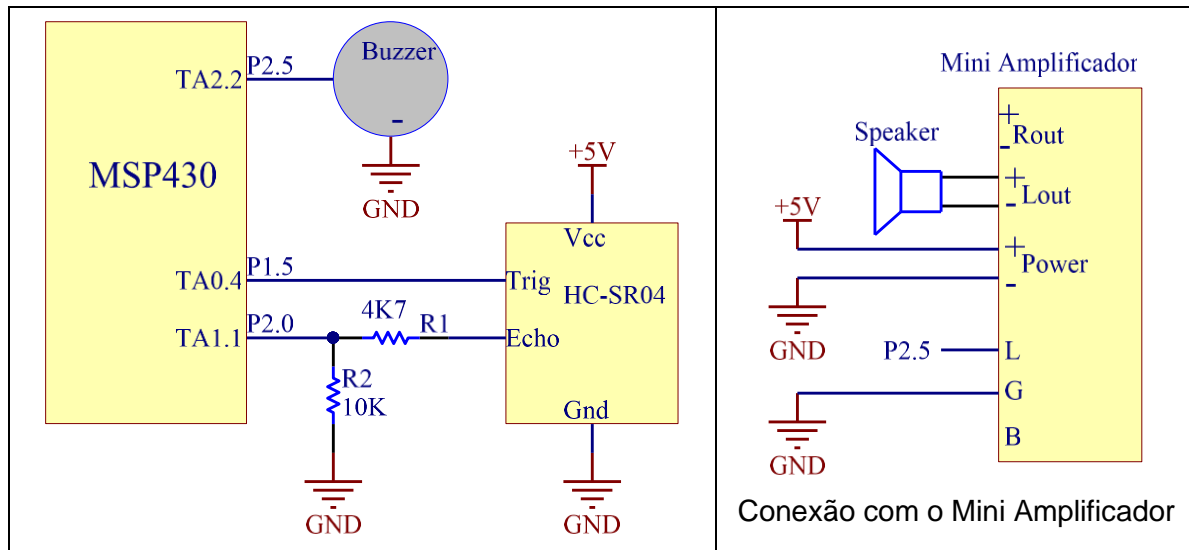 Buzzer
P2.5
TA2.2
-
MSP430
GND
+5V
Vcc
TA0.4 P1.5
Trig
HC-SR04
4K7 R1
TA1.1 P2.0
Echo
R2
10K
Gnd
GND
GND
Mini Amplificador
+
Rout
-
Speaker
+
Lout
-
+5V
+
Power
-
GND
P2.5 L
G
GND
B
Conexão com o Mini Amplificador